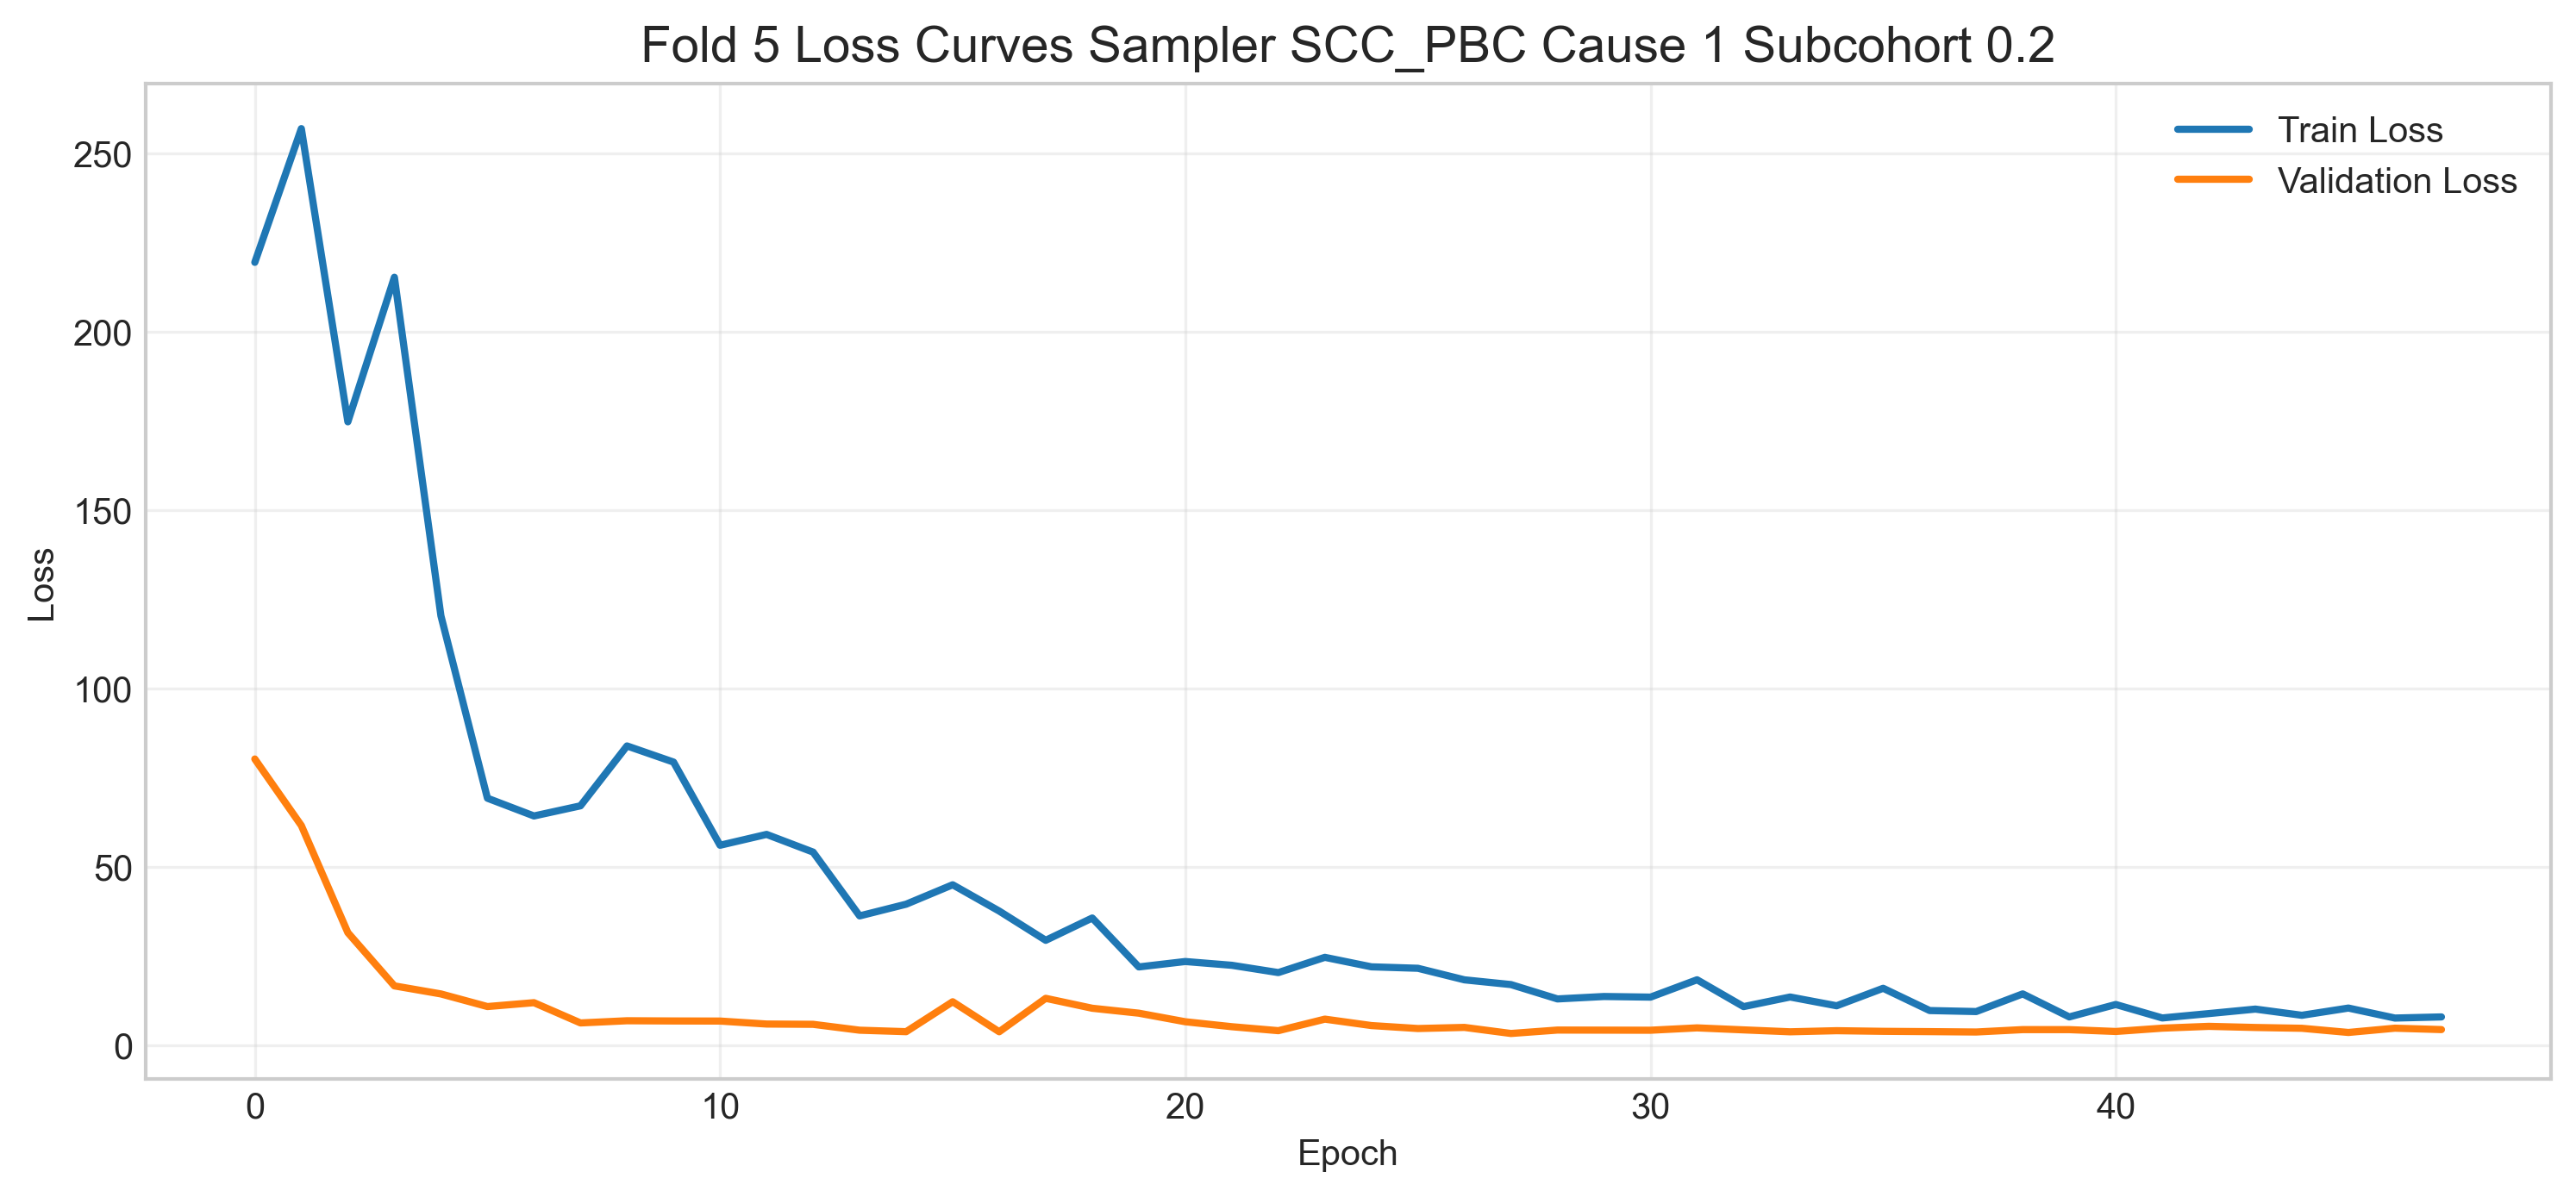 Fold 5 Loss Curves Sampler SCC_PBC Cause 1 Subcohort 0.2
Train Loss
Validation Loss
250
200
150
100
50
0
Loss
0 10 20 30 40
Epoch